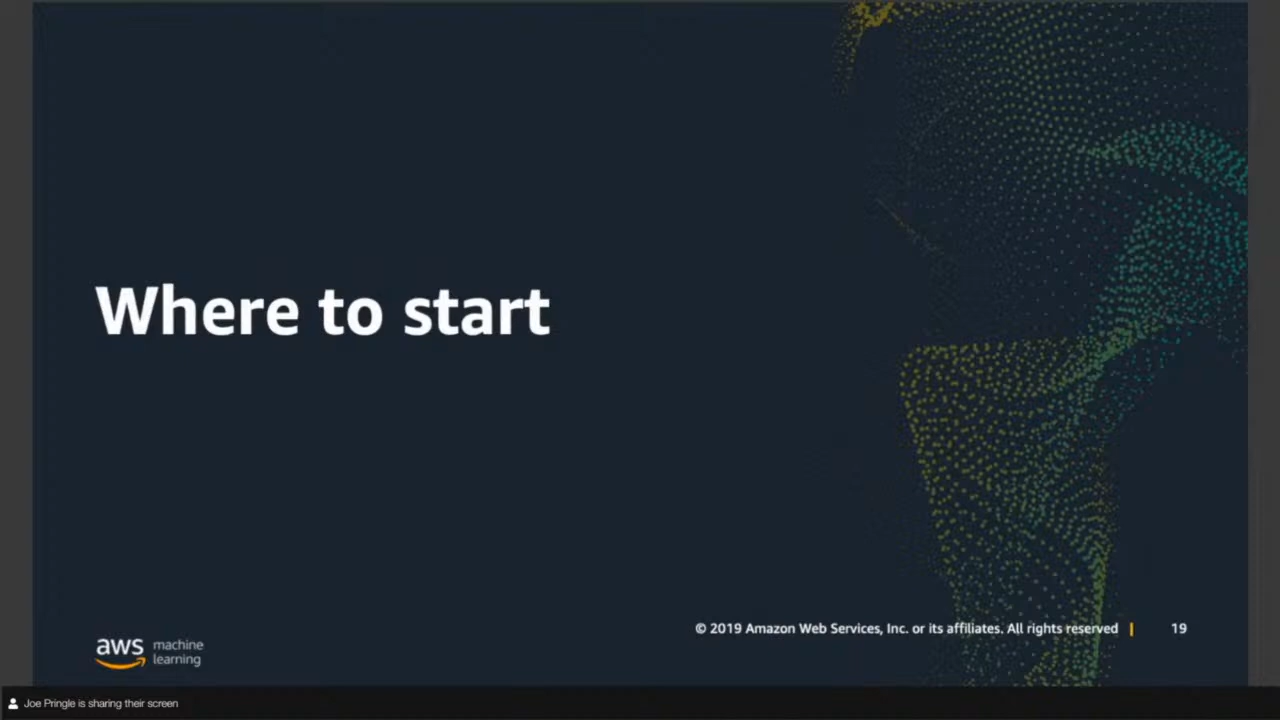 Where to start
© 2019 Amazon Web Services, Inc. or its affiliates. All rights reserved |
19
aws machine
learning
Joe Pringle is sharing their screen